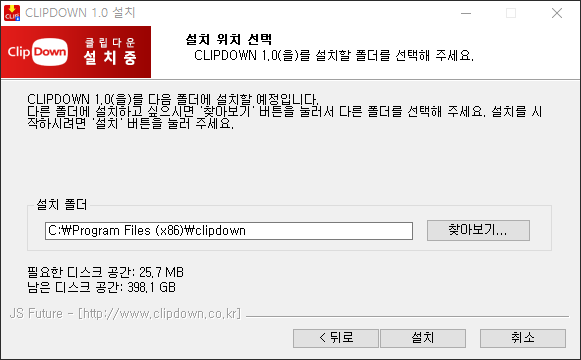 CLIPDOWN 1.0 설치
CLIP
Clip Down
클립다운
설치중
설치 위치 선택
CLIPDOWN 1.0(을)를 설치할 폴더를 선택해 주세요.
CLIPDOWN 1.0(을)를 다음 폴더에 설치할 예정입니다.
다른 폴더에 설치하고 싶으시면 '찾아보기' 버튼을 눌러서 다른 폴더를 선택해 주세요. 설치를 시
작하시려면 '설치' 버튼을 눌러 주세요.
설치 폴더
C:₩Program Files (x86)₩clipdown
찾아보기...
필요한 디스크 공간: 25.7 MB
남은 디스크 공간: 398.1 GB
JS Future - [http://www.clipdown.co.kr]
< 뒤로
설치
취소